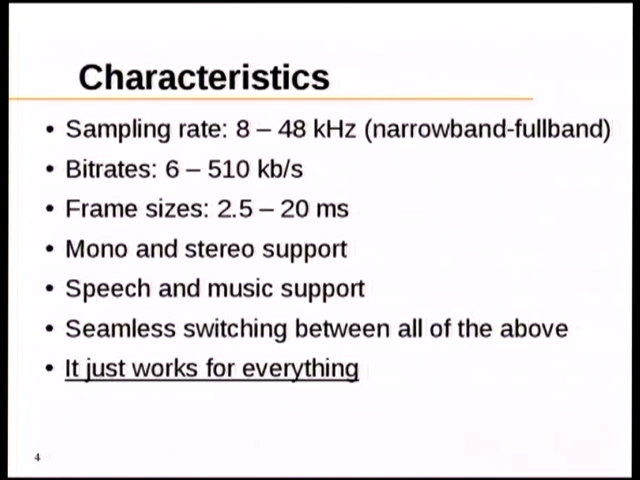 Characteristics
• Sampling rate: 8 – 48 kHz (narrowband-fullband)
• Bitrates: 6 – 510 kb/s
• Frame sizes: 2.5 – 20 ms
• Mono and stereo support
• Speech and music support
• Seamless switching between all of the above
• It just works for everything
4